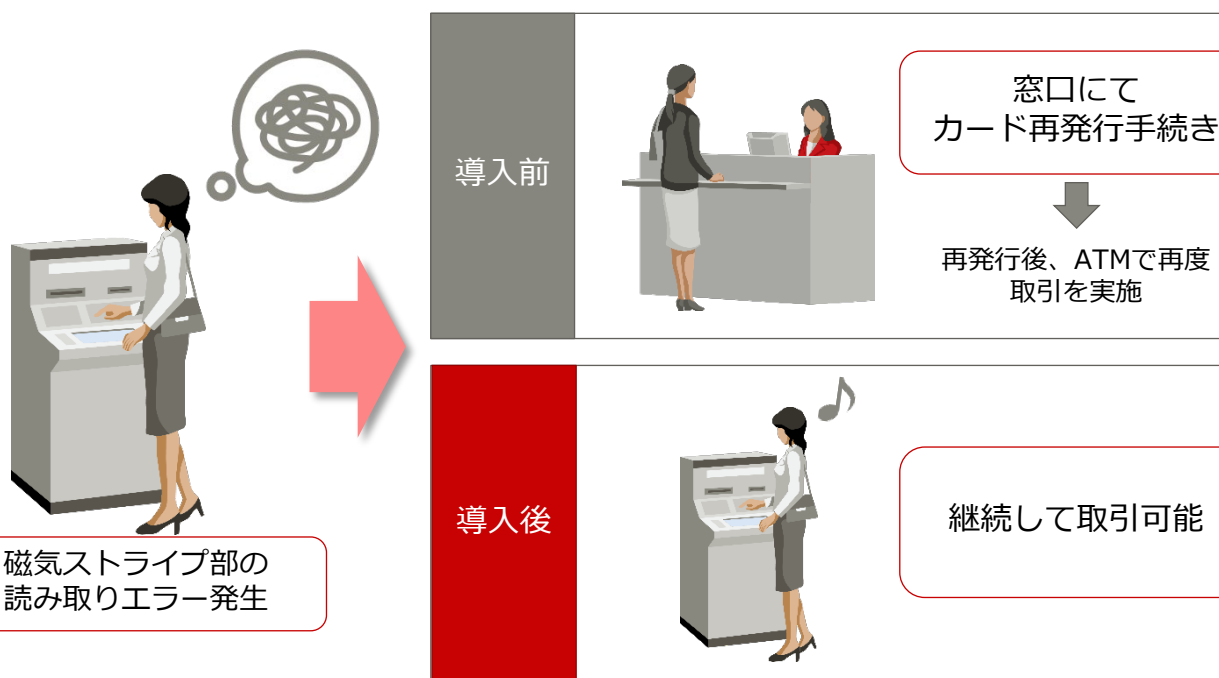 磁気ストライプ部の
読み取りエラー発生
導入前
窓口にて
カード再発行手続き
再発行後、ATMで再度
取引を実施
導入後
継続して取引可能